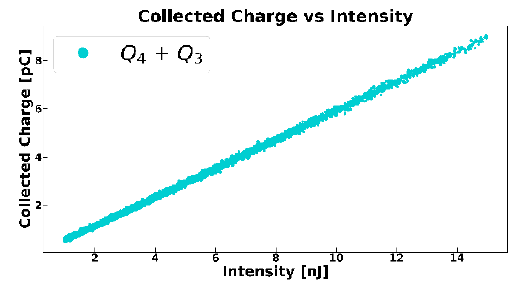 Collected Charge vs Intensity
Q4 + Q3
Collected Charge [pC]
8
6
4
2
2 4 6 8 10 12 14
Intensity [nJ]